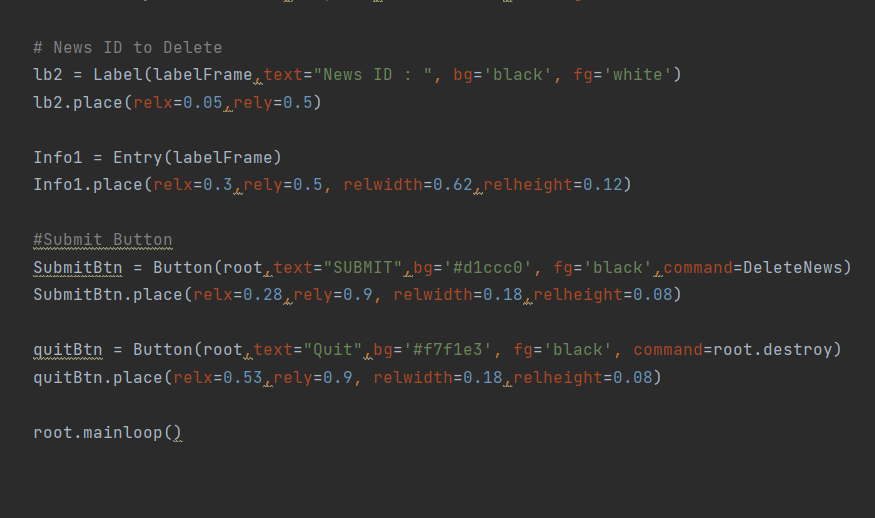 # News ID to Delete
lb2 = Label(labelFrame,text="News ID : ", bg='black', fg='white')
lb2.place(relx=0.05,rely=0.5)
Info1 = Entry(labelFrame)
Info1.place(relx=0.3,rely=0.5, relwidth=0.62,relheight=0.12)
#Submit Button
SubmitBtn = Button(root,text="SUBMIT",bg='#d1ccc0', fg='black',command=DeleteNews)
SubmitBtn.place(relx=0.28,rely=0.9, relwidth=0.18,relheight=0.08)
quitBtn = Button(root,text="Quit",bg='#f7f1e3', fg='black', command=root.destroy)
quitBtn.place(relx=0.53,rely=0.9, relwidth=0.18,relheight=0.08)
root.mainloop()